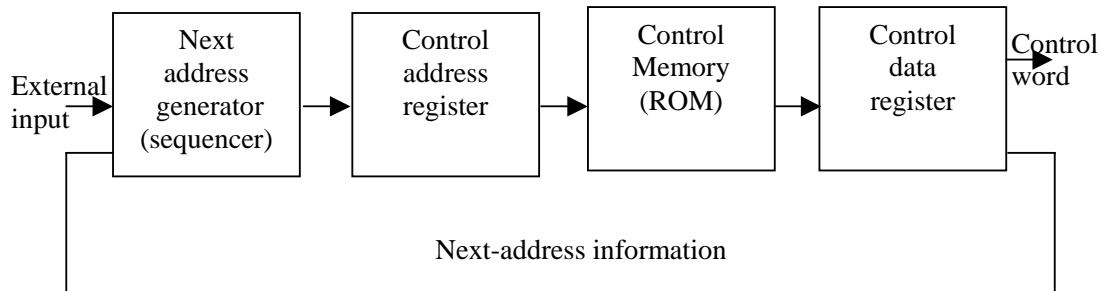 External
input
Next
address
generator
(sequencer)
Control
address
register
Control
Memory
(ROM)
Control
data
register
Control
word
Next-address information